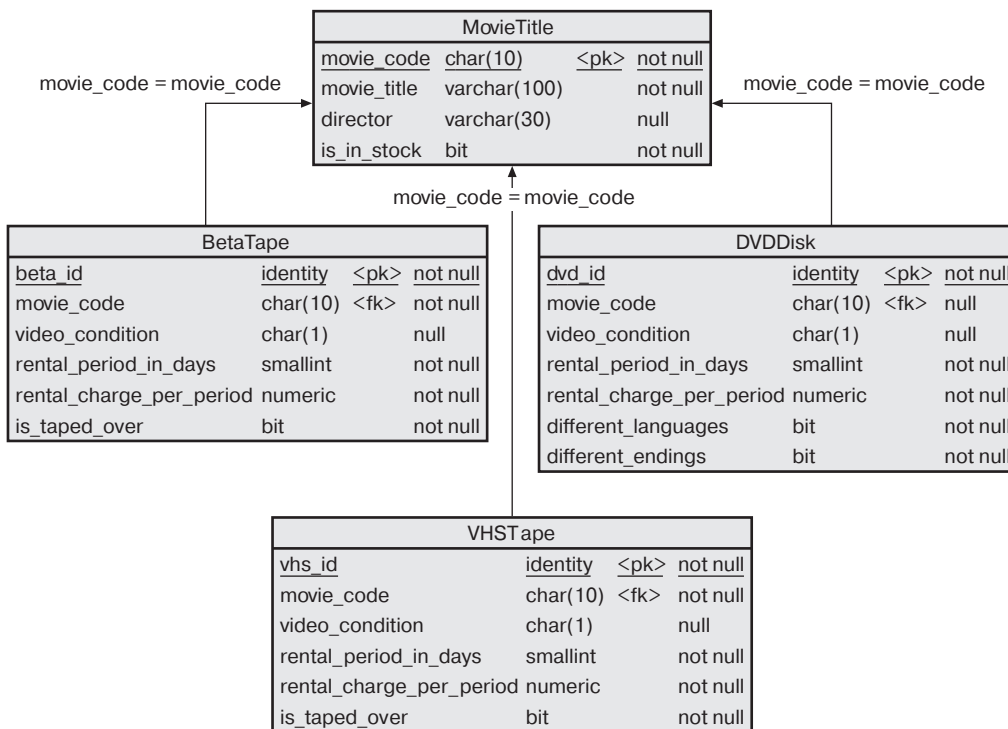 MovieTitle
movie_code char(10) <pk> not null
movie_title varchar(100) not null
director varchar(30) null
is_in_stock bit not null
movie_code = movie_code
movie_code = movie_code
movie_code = movie_code
BetaTape
beta_id identity <pk> not null
movie_code char(10) <fk> not null
video_condition char(1) null
rental_period_in_days smallint not null
rental_charge_per_period numeric not null
is_taped_over bit not null
DVDDisk
dvd_id identity <pk> not null
movie_code char(10) <fk> null
video_condition char(1) null
rental_period_in_days smallint not null
rental_charge_per_period numeric not null
different_languages bit not null
different_endings bit not null
VHSTape
vhs_id identity <pk> not null
movie_code char(10) <fk> not null
video_condition char(1) null
rental_period_in_days smallint not null
rental_charge_per_period numeric not null
is_taped_over bit not null